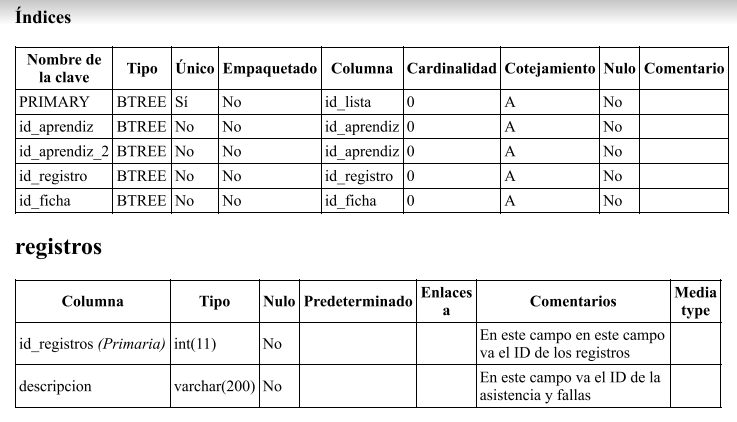 Índices
Nombre de la clave Tipo Único Empaquetado Columna Cardinalidad Cotejamiento Nulo Comentario
PRIMARY BTREE Sí No id_lista 0 A No
id_aprendiz BTREE No No id_aprendiz 0 A No
id_aprendiz_2 BTREE No No id_aprendiz 0 A No
id_registro BTREE No No id_registro 0 A No
id_ficha BTREE No No id_ficha 0 A No
registros
Columna Tipo Nulo Predeterminado Enlaces a Comentarios Media type
id_registros (Primaria) int(11) No En este campo en este campo
va el ID de los registros
descripcion varchar(200) No En este campo va el ID de la
asistencia y fallas